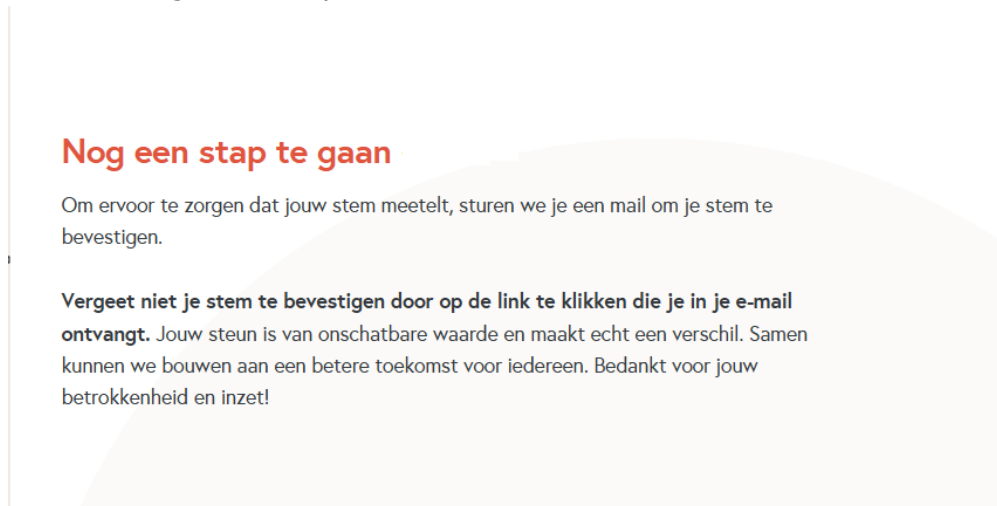 Nog een stap te gaan
Om ervoor te zorgen dat jouw stem meetelt, sturen we je een mail om je stem te
bevestigen.
Vergeet niet je stem te bevestigen door op de link te klikken die je in je e-mail
ontvangt. Jouw steun is van onschatbare waarde en maakt echt een verschil. Samen
kunnen we bouwen aan een betere toekomst voor iedereen. Bedankt voor jouw
betrokkenheid en inzet!